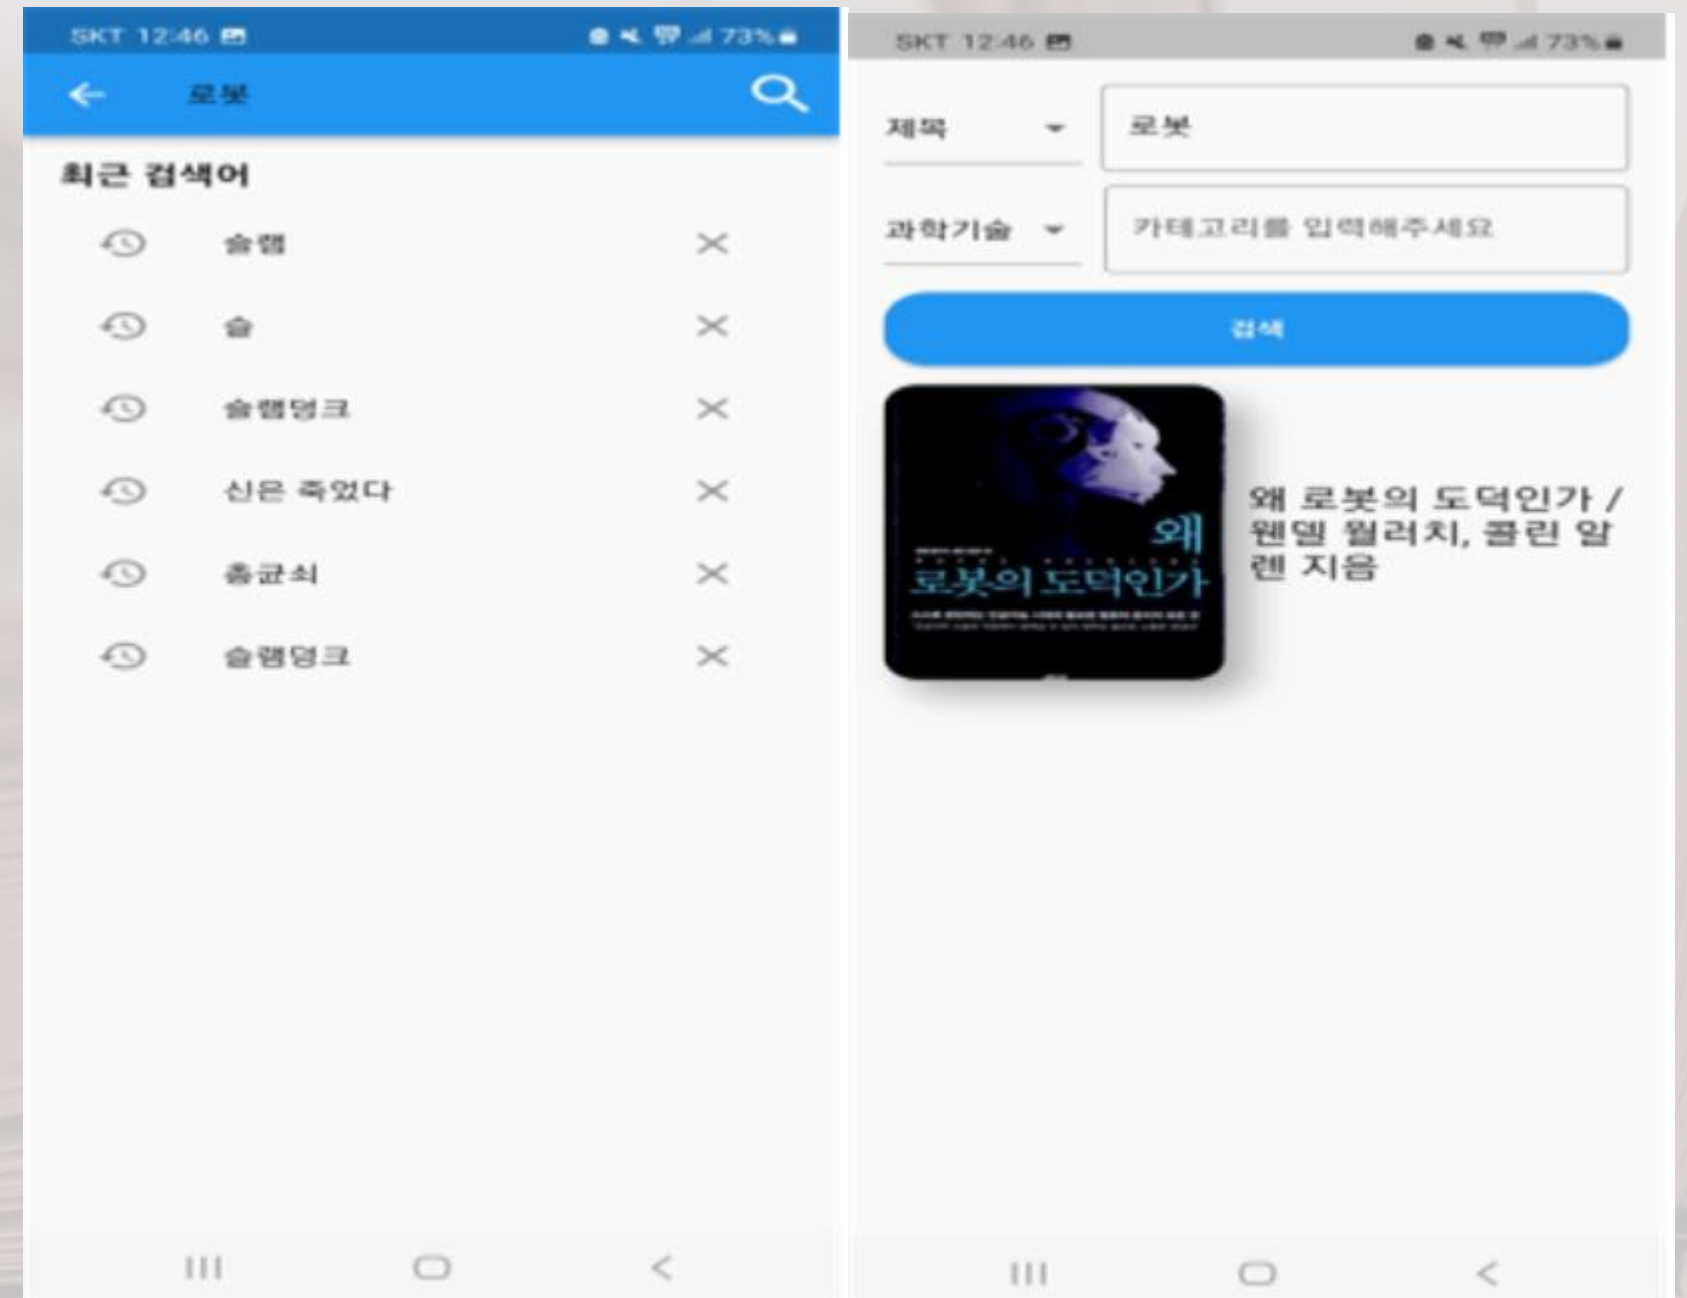 SKT 12:46
73%
로봇
최근 검색어
슬램
슬
슬램덩크
신은 죽었다
총균쇠
슬램덩크
SKT 12:46
73%
제목
로봇
과학기술
카테고리를 입력해주세요
검색
왜
로봇의 도덕인가
왜 로봇의 도덕인가 /
웬델 월러치, 콜린 알
렌 지음